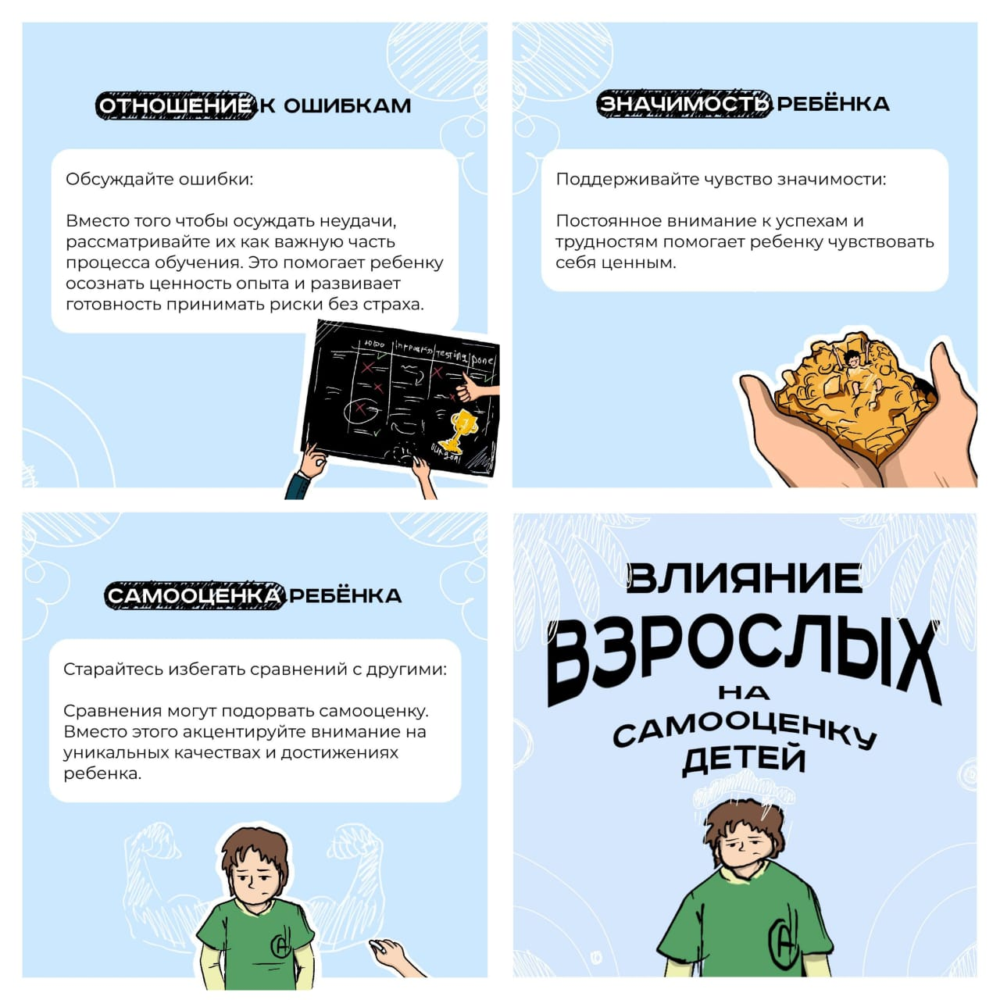 ОТНОШЕНИЕ К ОШИБКАМ
Обсуждайте ошибки:
Вместо того чтобы осуждать неудачи,
рассматривайте их как важную часть
процесса обучения. Это помогает ребенку
осознать ценность опыта и развивает
готовность принимать риски без страха.
testing
ЗНАЧИМОСТЬ РЕБЁНКА
Поддерживайте чувство значимости:
Постоянное внимание к успехам и
трудностям помогает ребенку чувствовать
себя ценным.
САМООЦЕНКА РЕБЁНКА
Старайтесь избегать сравнений с другими:
Сравнения могут подорвать самооценку.
Вместо этого акцентируйте внимание на
уникальных качествах и достижениях
ребенка.
ВЛИЯНИЕ
ВЗРОСЛЫХ
НА
САМООЦЕНКУ
ДЕТЕЙ